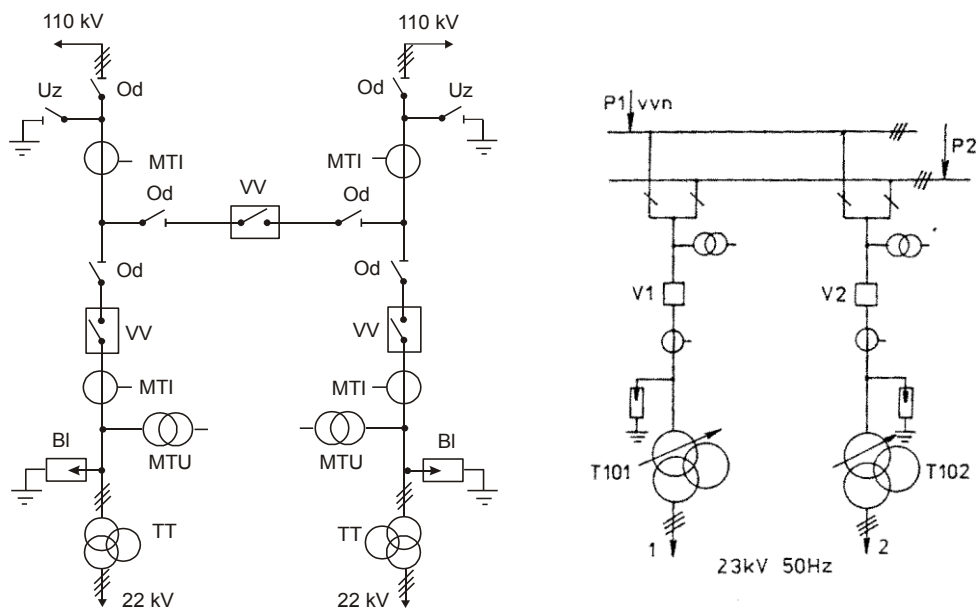 110 kV
110 kV
Od
Od
Uz
Uz
MTI
MTI
Od
VV
Od
Od
Od
VV
VV
MTI
MTI
MTU
MTU
Bl
Bl
TT
TT
22 kV
22 kV
P1 vvn
P2
V1
V2
T101
T102
1
2
23kV 50Hz